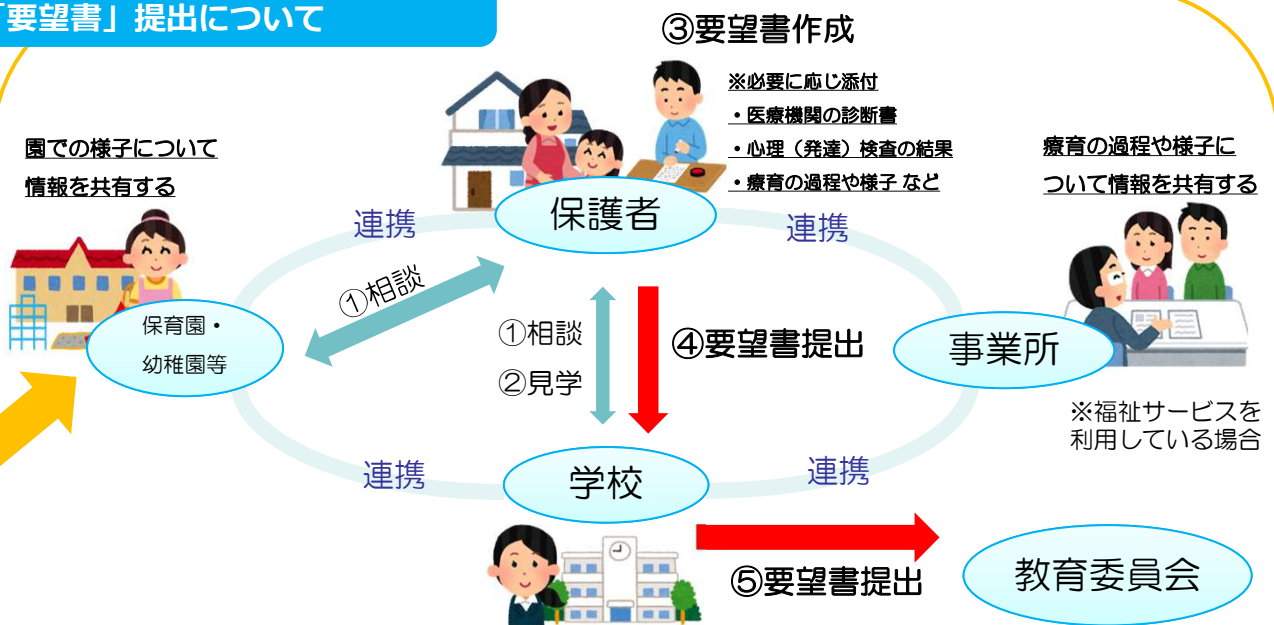 「要望書」提出について
③要望書作成
※必要に応じ添付
・医療機関の診断書
・心理（発達）検査の結果
・療育の過程や様子 など
園での様子について
情報を共有する
療育の過程や様子に
ついて情報を共有する
連携
保護者
連携
①相談
保育園・
幼稚園等
①相談
②見学
④要望書提出
事業所
※福祉サービスを
利用している場合
連携
学校
連携
⑤要望書提出
教育委員会